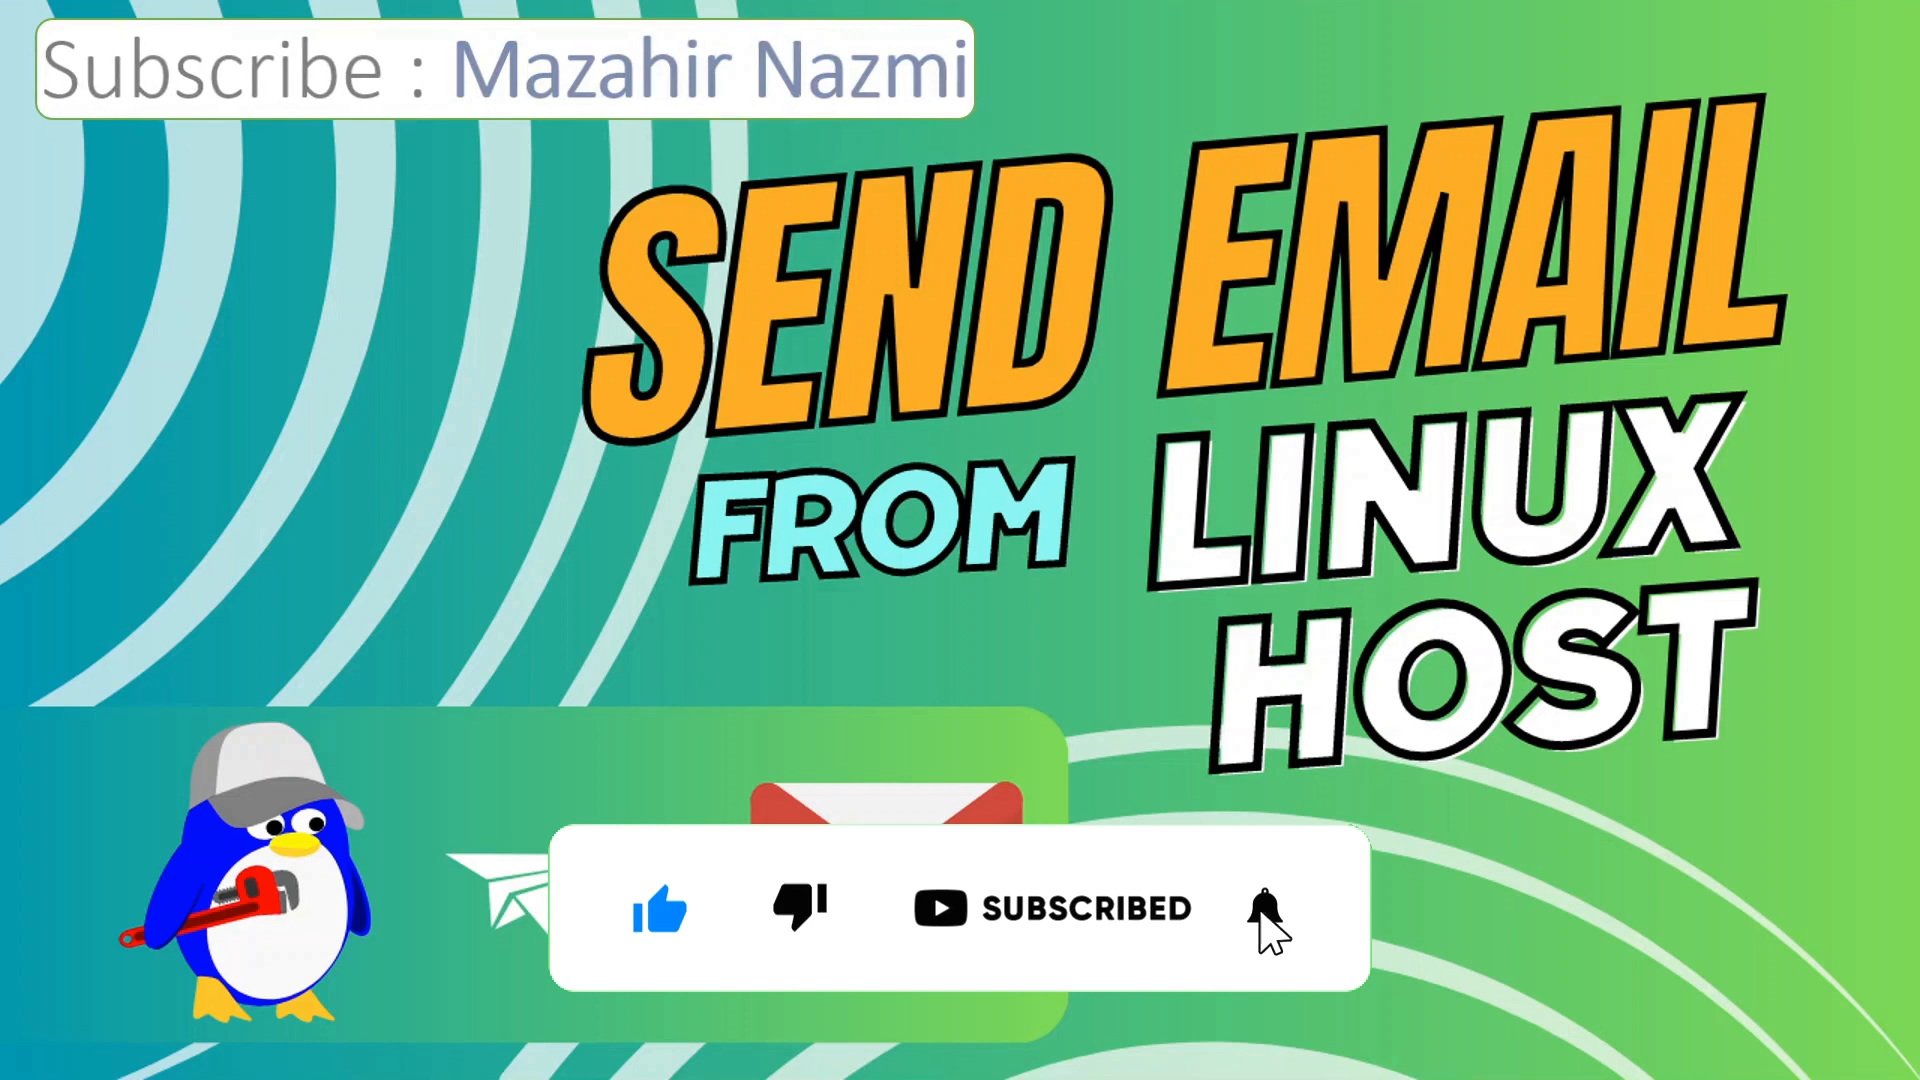 Subscribe : Mazahir Nazmi
SEND EMAIL
FROM LINUX
HOST
SUBSCRIBED